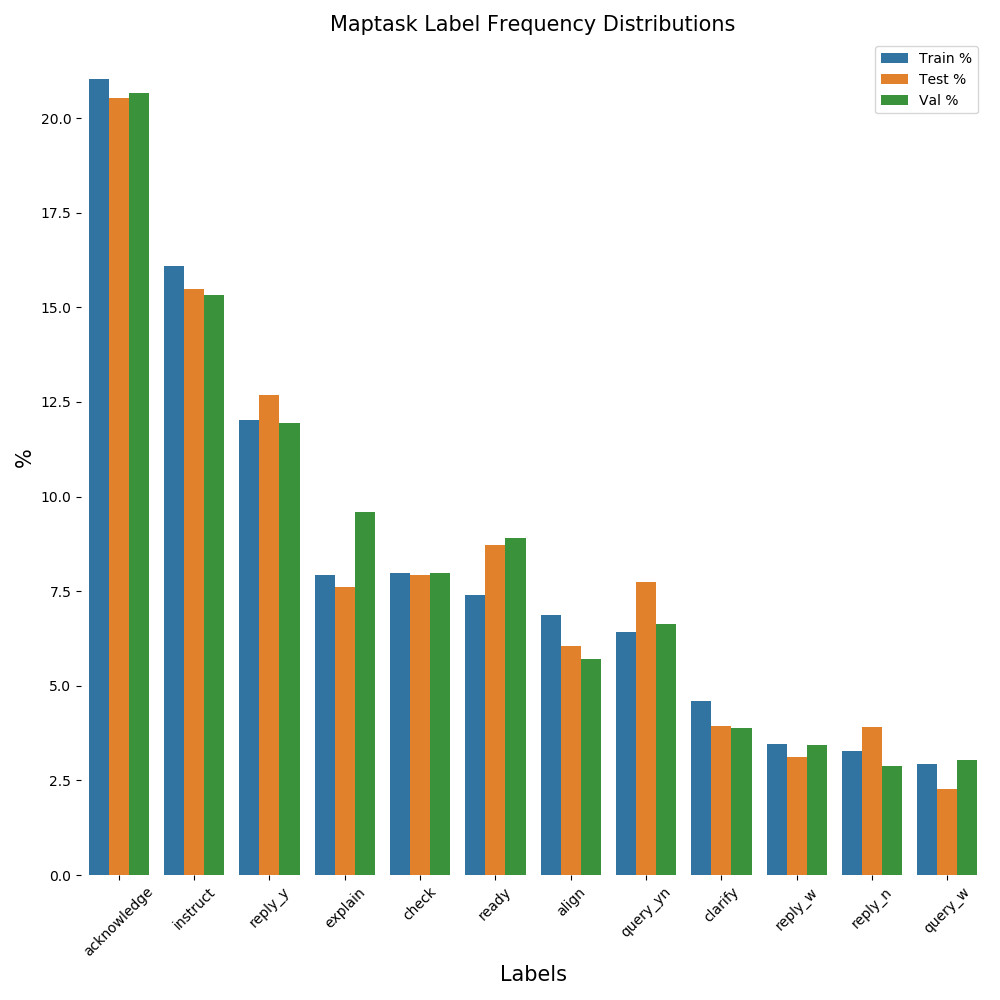 Maptask Label Frequency Distributions
Train %
Test %
Val %
%
20.0
17.5
15.0
12.5
10.0
7.5
5.0
2.5
0.0
acknowledge
instruct
reply_y
explain
check
ready
align
query_yn
clarify
reply_w
reply_n
query_w
Labels